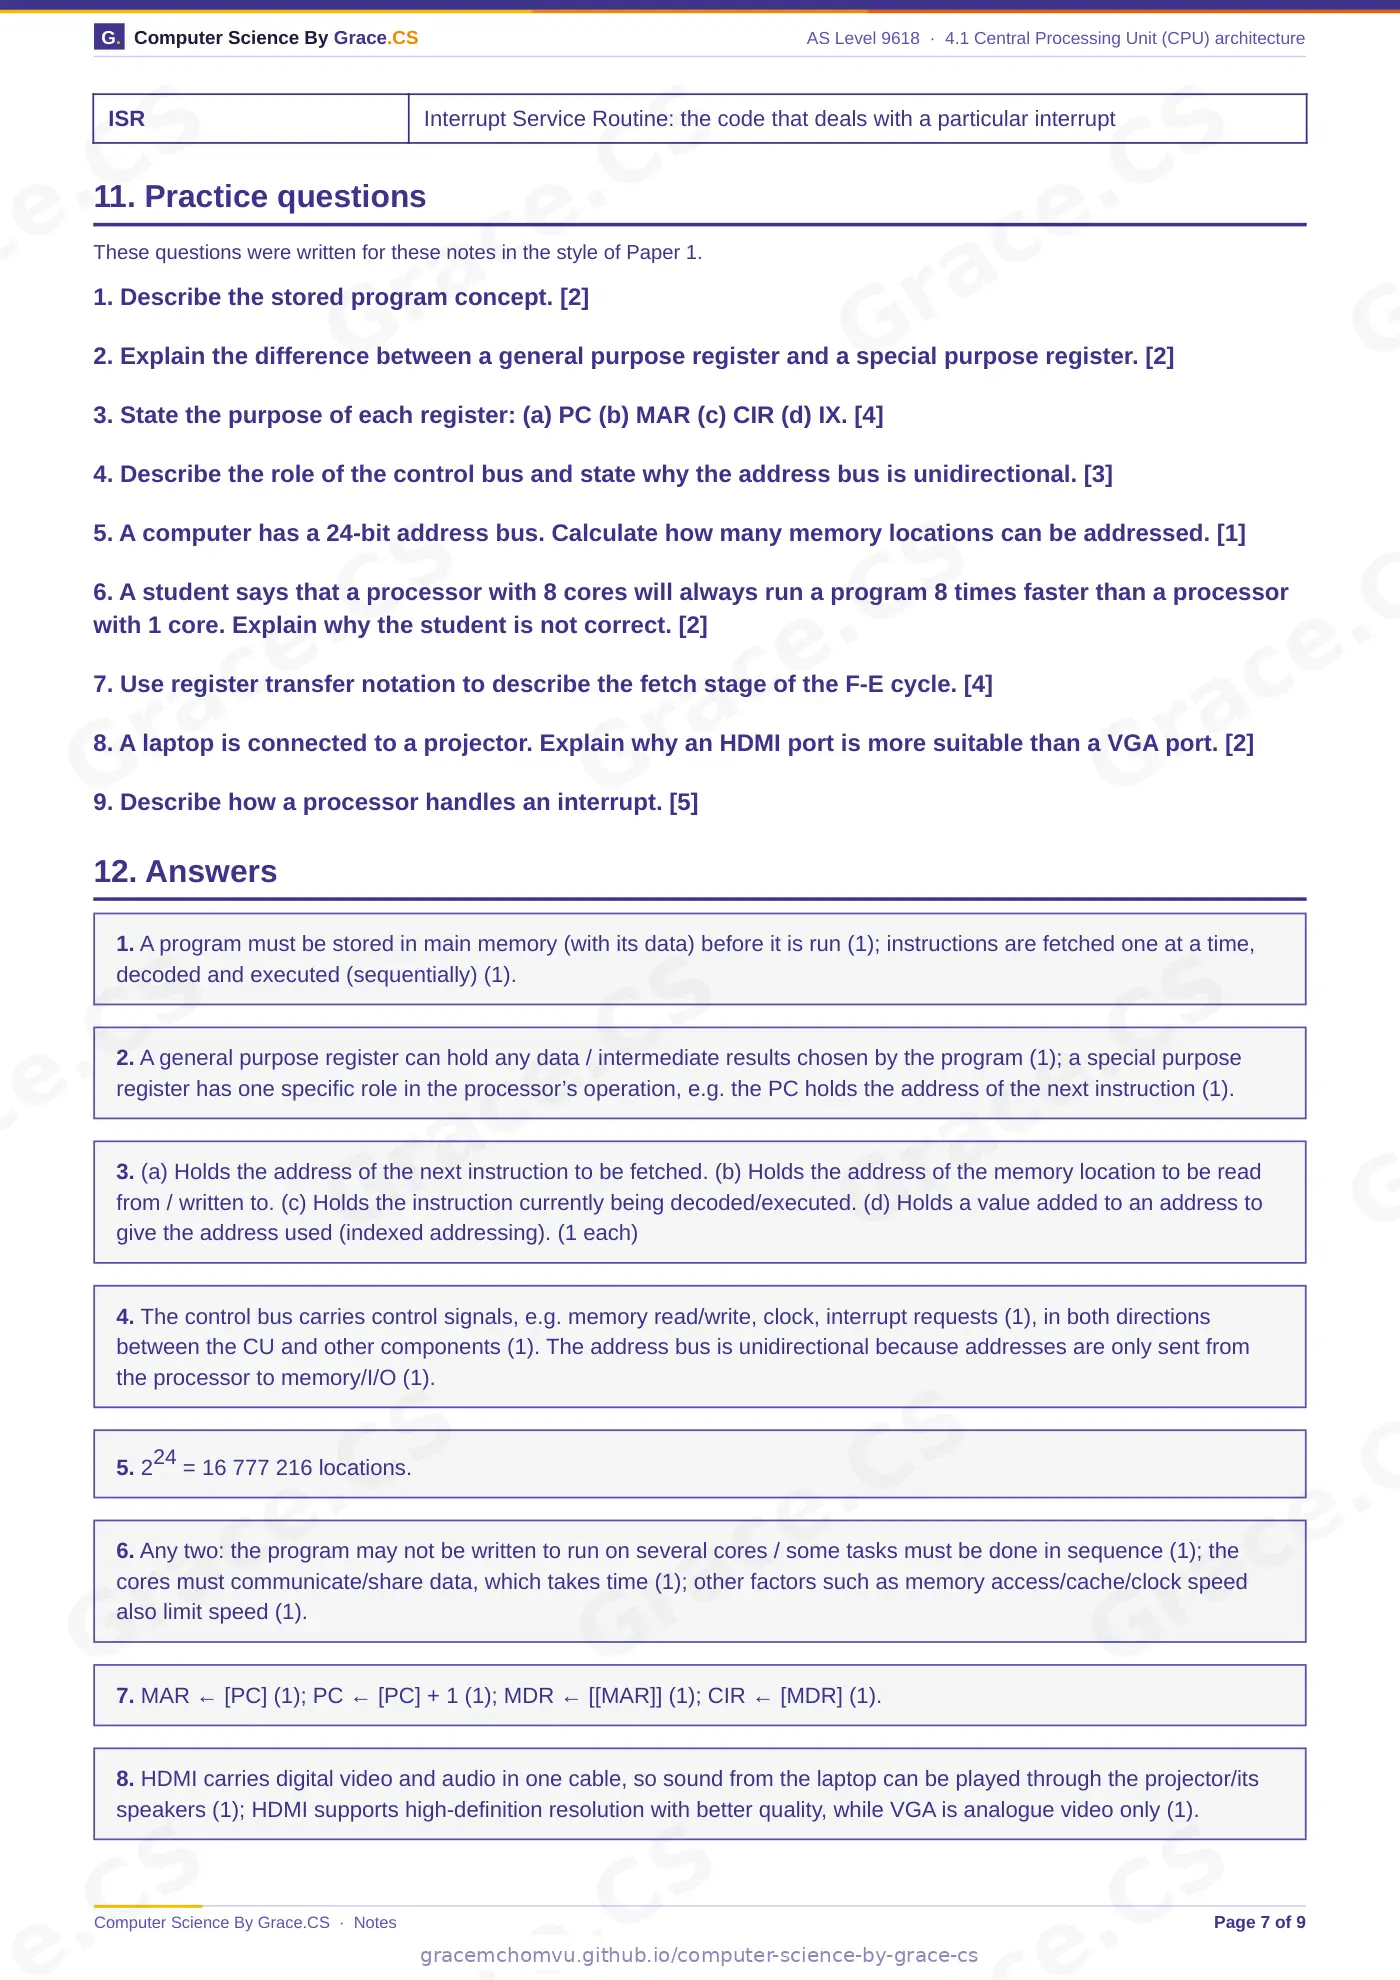 G. Computer Science By Grace.CS
AS Level 9618 · 4.1 Central Processing Unit (CPU) architecture
ISR Interrupt Service Routine: the code that deals with a particular interrupt
11. Practice questions
These questions were written for these notes in the style of Paper 1.
1. Describe the stored program concept. [2]
2. Explain the difference between a general purpose register and a special purpose register. [2]
3. State the purpose of each register: (a) PC (b) MAR (c) CIR (d) IX. [4]
4. Describe the role of the control bus and state why the address bus is unidirectional. [3]
5. A computer has a 24-bit address bus. Calculate how many memory locations can be addressed. [1]
6. A student says that a processor with 8 cores will always run a program 8 times faster than a processor
with 1 core. Explain why the student is not correct. [2]
7. Use register transfer notation to describe the fetch stage of the F-E cycle. [4]
8. A laptop is connected to a projector. Explain why an HDMI port is more suitable than a VGA port. [2]
9. Describe how a processor handles an interrupt. [5]
12. Answers
1. A program must be stored in main memory (with its data) before it is run (1); instructions are fetched one at a time,
decoded and executed (sequentially) (1).
2. A general purpose register can hold any data / intermediate results chosen by the program (1); a special purpose
register has one specific role in the processor’s operation, e.g. the PC holds the address of the next instruction (1).
3. (a) Holds the address of the next instruction to be fetched. (b) Holds the address of the memory location to be read
from / written to. (c) Holds the instruction currently being decoded/executed. (d) Holds a value added to an address to
give the address used (indexed addressing). (1 each)
4. The control bus carries control signals, e.g. memory read/write, clock, interrupt requests (1), in both directions
between the CU and other components (1). The address bus is unidirectional because addresses are only sent from
the processor to memory/I/O (1).
5. 2^24 = 16 777 216 locations.
6. Any two: the program may not be written to run on several cores / some tasks must be done in sequence (1); the
cores must communicate/share data, which takes time (1); other factors such as memory access/cache/clock speed
also limit speed (1).
7. MAR ← [PC] (1); PC ← [PC] + 1 (1); MDR ← [[MAR]] (1); CIR ← [MDR] (1).
8. HDMI carries digital video and audio in one cable, so sound from the laptop can be played through the projector/its
speakers (1); HDMI supports high-definition resolution with better quality, while VGA is analogue video only (1).
Computer Science By Grace.CS · Notes
Page 7 of 9
gracemchomvu.github.io/computer-science-by-grace-cs